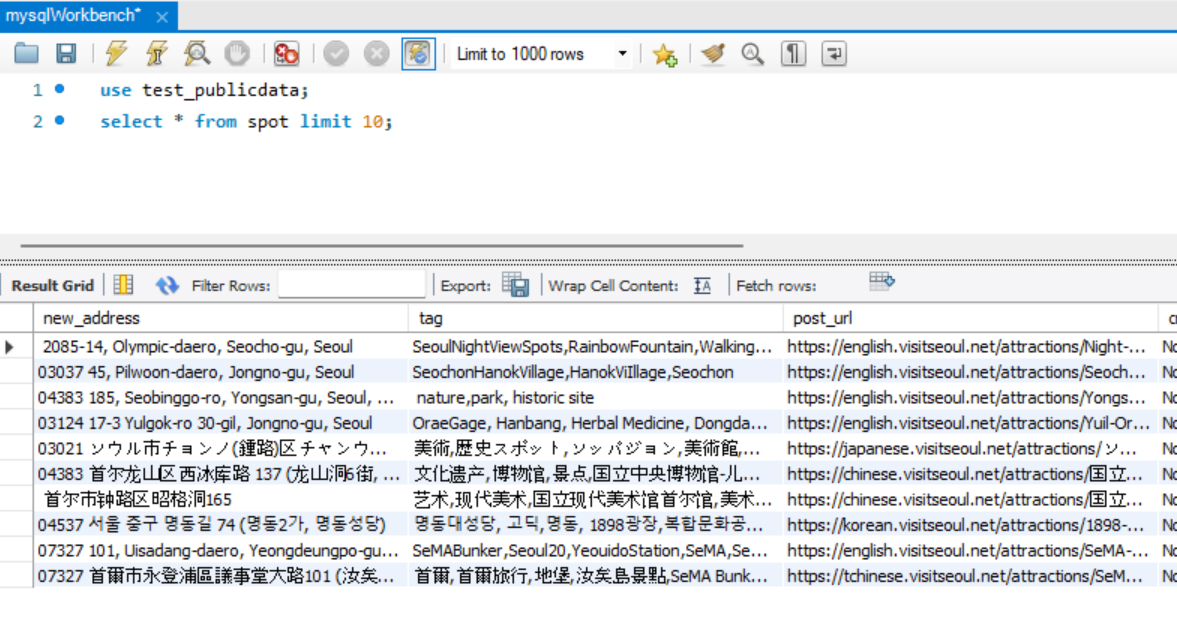 mysqlWorkbench*
Limit to 1000 rows
1 use test_publicdata;
2 select * from spot limit 10;
Result Grid Filter Rows: Export: Wrap Cell Content: Fetch rows:
new_address tag post_url
2085-14, Olympic-daero, Seocho-gu, Seoul SeoulNightViewSpots,RainbowFountain,Walking... https://english.visitseoul.net/attractions/Night-...
03037 45, Pilwoon-daero, Jongno-gu, Seoul SeochonHanokVillage,HanokViIllage,Seochon https://english.visitseoul.net/attractions/Seoch...
04383 185, Seobinggo-ro, Yongsan-gu, Seoul, ... nature,park, historic site https://english.visitseoul.net/attractions/Yongs...
03124 17-3 Yulgok-ro 30-gil, Jongno-gu, Seoul OraeGage, Hanbang, Herbal Medicine, Dongda... https://english.visitseoul.net/attractions/Yuil-Or...
03021 ソウル市チョンノ(鍾路)区チャンウ... 美術,歴史スポット,ソッパジョン,美術館,... https://japanese.visitseoul.net/attractions/ソ...
04383 首尔龙山区西冰库路 137 (龙山洞6街, ... 文化遗产,博物馆,景点,国立中央博物馆-儿... https://chinese.visitseoul.net/attractions/国立...
首尔市钟路区昭格洞165 艺术,现代美术,国立现代美术馆首尔馆,美术... https://chinese.visitseoul.net/attractions/国立...
04537 서울 중구 명동길 74 (명동2가, 명동성당) 명동대성당, 고딕,명동, 1898광장,복합문화공... https://korean.visitseoul.net/attractions/1898-...
07327 101, Uisadang-daero, Yeongdeungpo-gu... SeMABunker,Seoul20,YeouidoStation,SeMA,Se... https://english.visitseoul.net/attractions/SeMA-...
07327 首爾市永登浦區議事堂大路101 (汝矣... 首爾,首爾旅行,地堡,汝矣島景點,SeMA Bunk... https://tchinese.visitseoul.net/attractions/SeM...